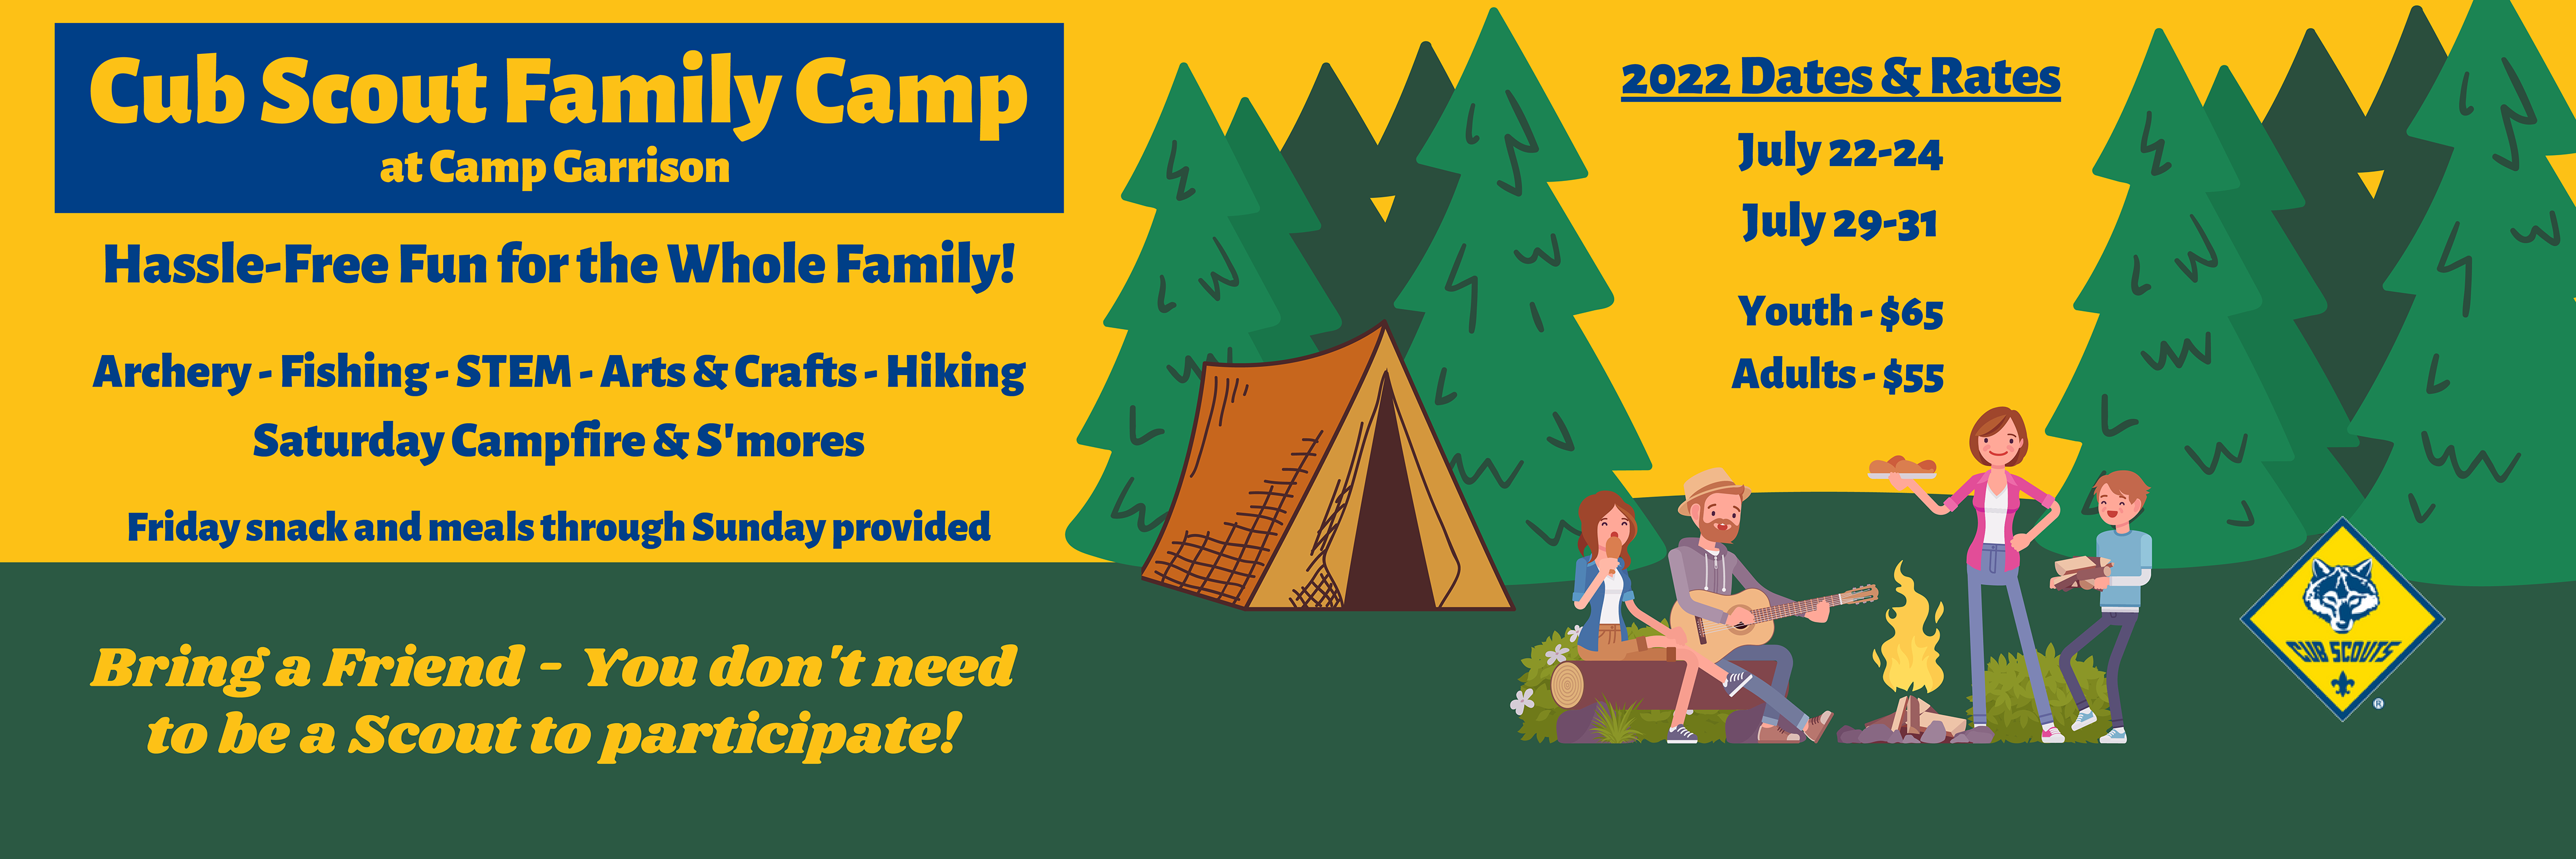 Cub Scout Family Camp
at Camp Garrison
Hassle-Free Fun for the Whole Family!
Archery - Fishing - STEM - Arts & Crafts - Hiking
Saturday Campfire & S'mores
Friday snack and meals through Sunday provided
Bring a Friend - You don't need
to be a Scout to participate!
2022 Dates & Rates
July 22-24
July 29-31
Youth - $65
Adults - $55
CUB SCOUTS
®